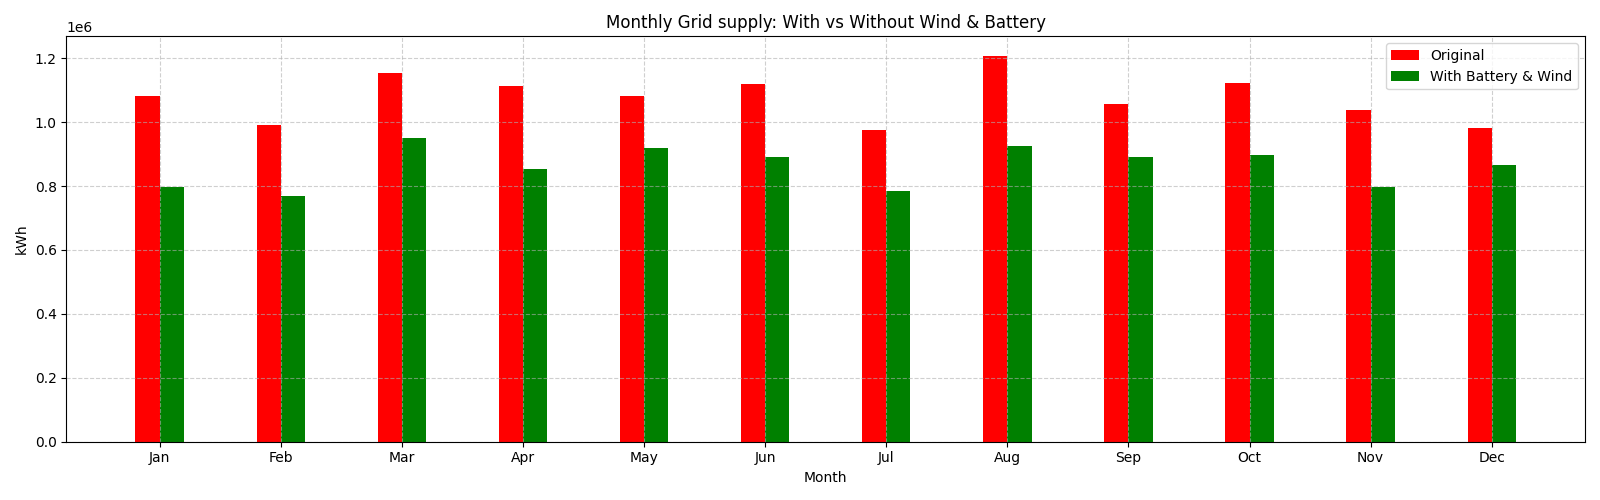 Monthly Grid supply: With vs Without Wind & Battery
1e6
1.2
1.0
0.8
0.6
0.4
0.2
0.0
kWh
Original
With Battery & Wind
Jan Feb Mar Apr May Jun Jul Aug Sep Oct Nov Dec
Month